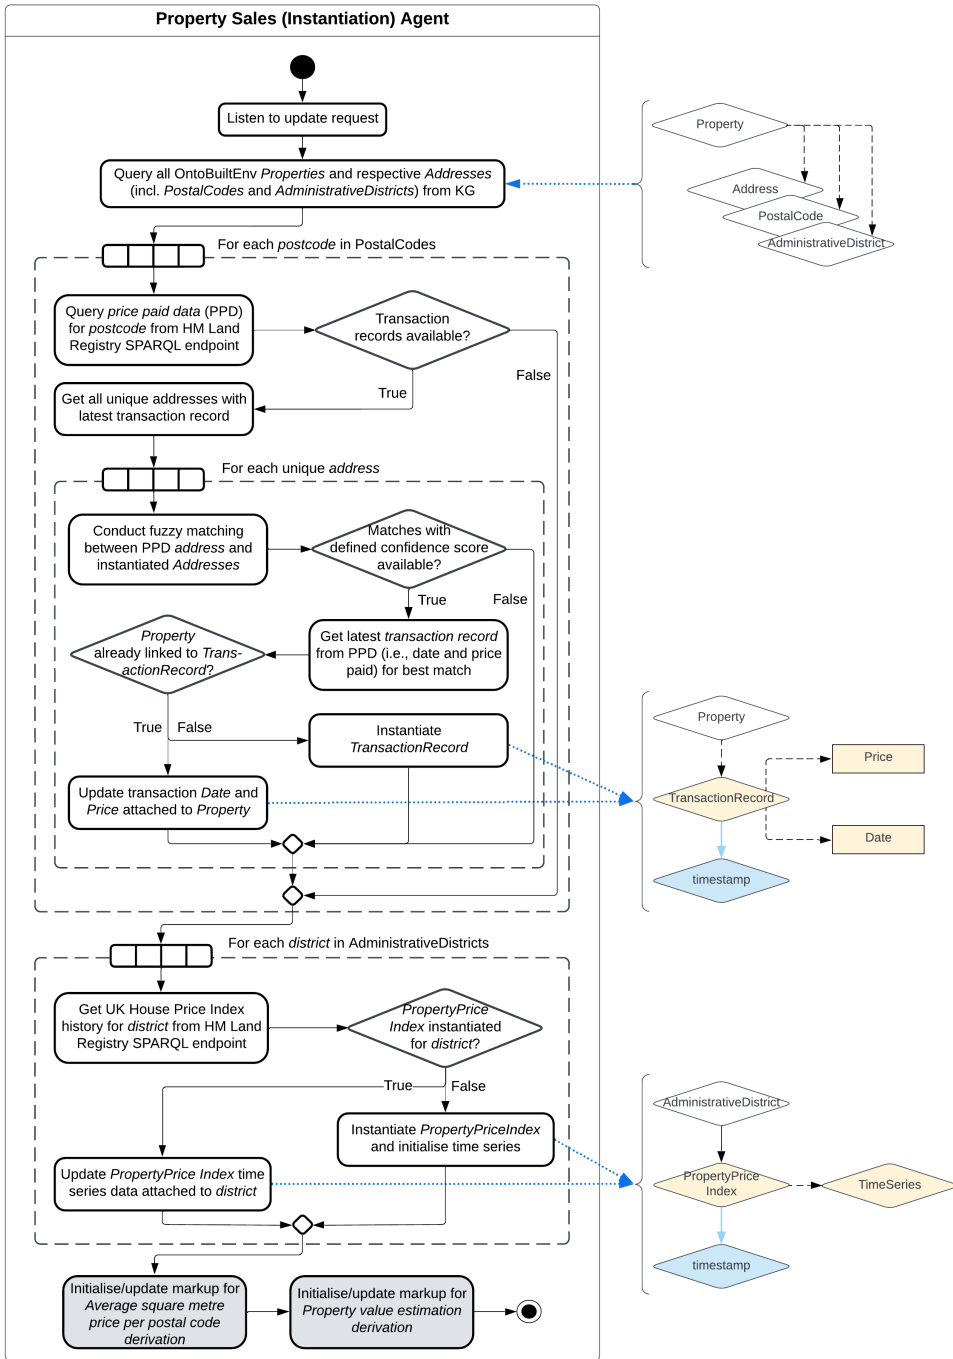 Property Sales (Instantiation) Agent
Listen to update request
Query all OntoBuiltEnv Properties and respective Addresses
(incl. PostalCodes and AdministrativeDistricts) from KG
Property
Address
PostalCode
AdministrativeDistrict
For each postcode in PostalCodes
Query price paid data (PPD)
for postcode from HM Land
Registry SPARQL endpoint
Transaction
records available?
False
True
Get all unique addresses with
latest transaction record
For each unique address
Conduct fuzzy matching
between PPD address and
instantiated Addresses
Matches with
defined confidence score
available?
True
False
Get latest transaction record
from PPD (i.e., date and price
paid) for best match
Property
already linked to Trans-
actionRecord?
True
False
Instantiate
TransactionRecord
Update transaction Date and
Price attached to Property
Property
TransactionRecord
Price
Date
timestamp
For each district in AdministrativeDistricts
Get UK House Price Index
history for district from HM Land
Registry SPARQL endpoint
PropertyPrice
Index instantiated
for district?
True
False
Instantiate PropertyPriceIndex
and initialise time series
Update PropertyPrice Index time
series data attached to district
AdministrativeDistrict
PropertyPrice
Index
TimeSeries
timestamp
Initialise/update markup for
Average square metre
price per postal code
derivation
Initialise/update markup for
Property value estimation
derivation